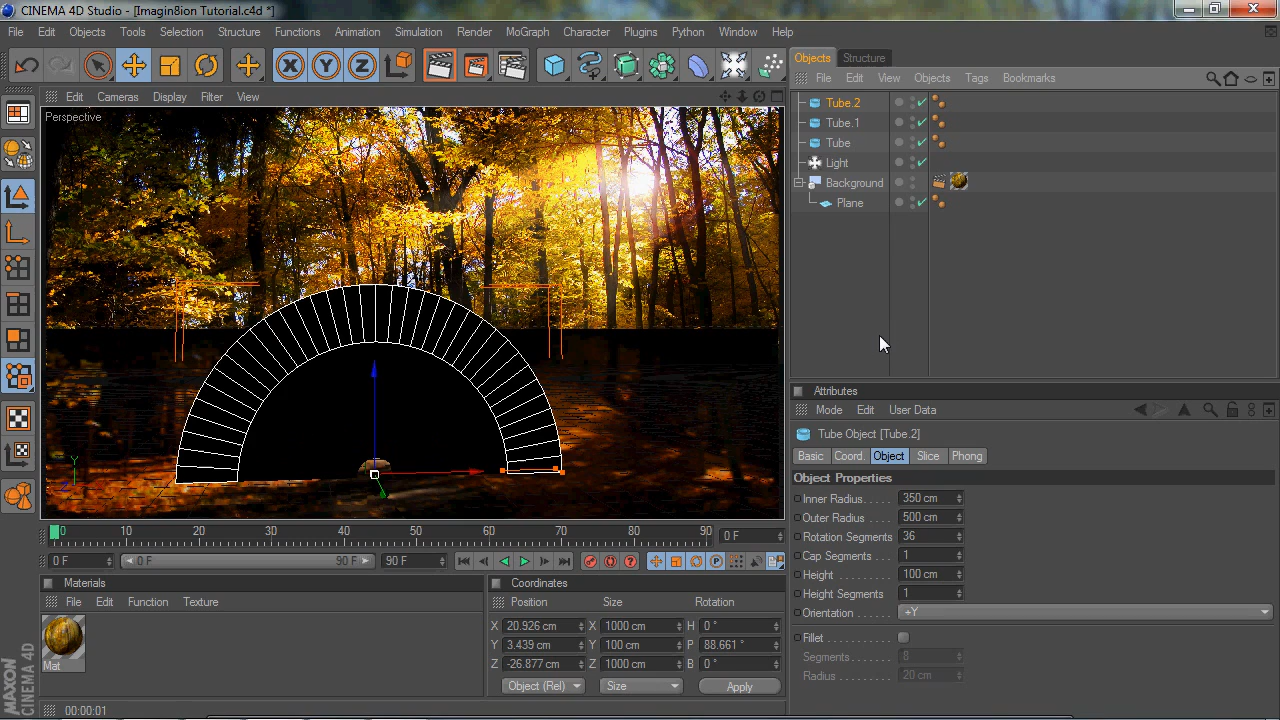 CINEMA 4D Studio - [Imagin8ion Tutorial.c4d *]
File Edit Objects Tools Selection Structure Functions Animation Simulation Render MoGraph Character Plugins Python Window Help
X Y Z
Objects Structure
File Edit View Objects Tags Bookmarks
Edit Cameras Display Filter View
Perspective
Tube.2
Tube.1
Tube
Light
Background
Plane
Y
Attributes
Mode Edit User Data
Tube Object [Tube.2]
Basic Coord. Object Slice Phong
Object Properties
Inner Radius . . . . . 350 cm
Outer Radius . . . . 500 cm
Rotation Segments 36
Cap Segments . . . 1
Height . . . . . . . . . 100 cm
Height Segments . 1
Orientation . . . . . . +Y
Fillet . . . . . . . . . .
Segments . . . . . . 8
Radius . . . . . . . . . 20 cm
0 10 20 30 40 50 60 70 80 90 0 F
0 F 0 F 90 F 90 F
Materials
File Edit Function Texture
Mat
Coordinates
Position Size Rotation
X 20.926 cm X 1000 cm H 0 °
Y 3.439 cm Y 100 cm P 88.661 °
Z -26.877 cm Z 1000 cm B 0 °
Object (Rel) Size Apply
MAXON
CINEMA 4D
00:00:01